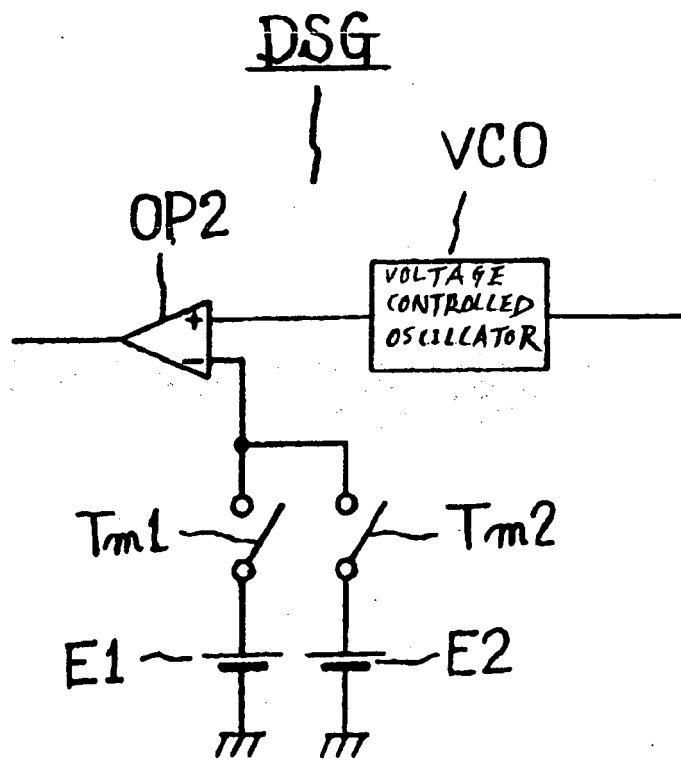 DSG
VCO
OP2
VOLTAGE
CONTROLLED
OSCILLATOR
+
−
Tm1
Tm2
E1
E2